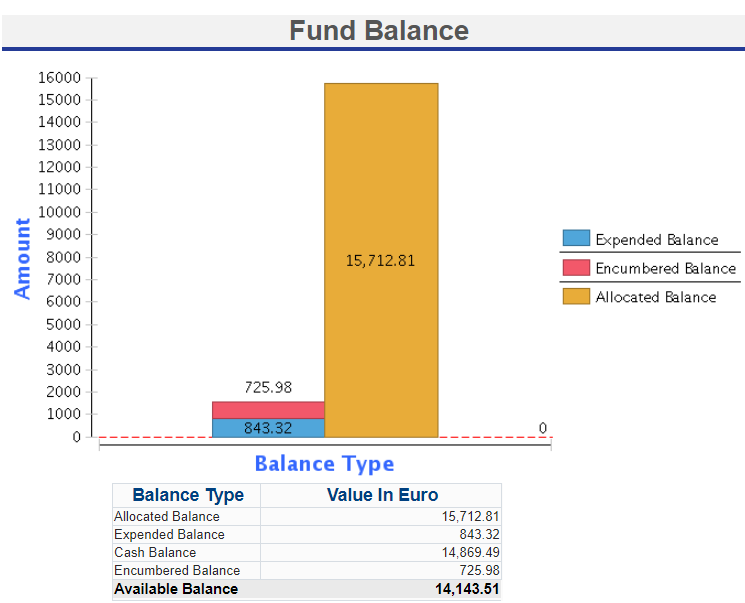 Fund Balance
16000
15000
14000
13000
12000
11000
10000
9000
8000
7000
6000
5000
4000
3000
2000
1000
0
Amount
15,712.81
725.98
843.32
0
Expended Balance
Encumbered Balance
Allocated Balance
Balance Type
Balance Type Value In Euro
Allocated Balance 15,712.81
Expended Balance 843.32
Cash Balance 14,869.49
Encumbered Balance 725.98
Available Balance 14,143.51